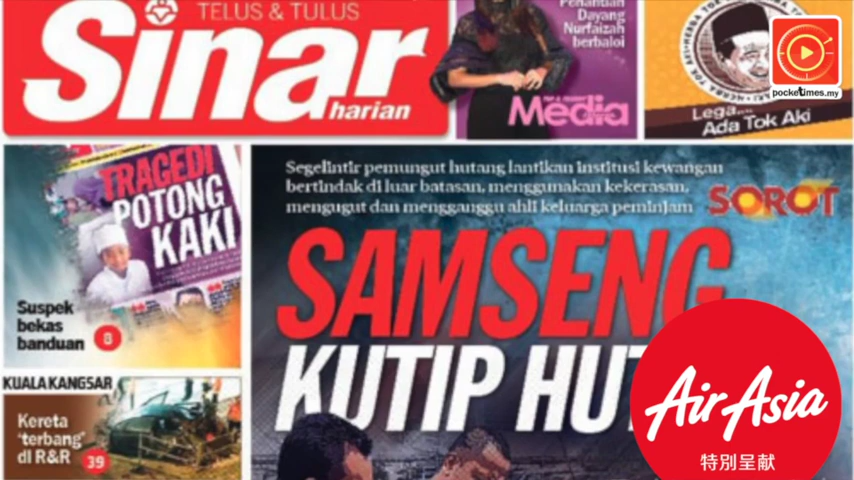 TELUS & TULUS
Sinar
harian
Dayang
Nurfaizah
berbaloi
Media
Lega....
Ada Tok Aki
pocketimes.my
TRAGEDI
POTONG
KAKI
Suspek
bekas
banduan
8
KUALA KANGSAR
Kereta
'terbang'
di R&R
39
Segelintir pemungut hutang lantikan institusi kewangan
bertindak di luar batasan, menggunakan kekerasan,
mengugut dan mengganggu ahli keluarga peminjam
SOROT
SAMSENG
KUTIP HUT
AirAsia
特別呈献